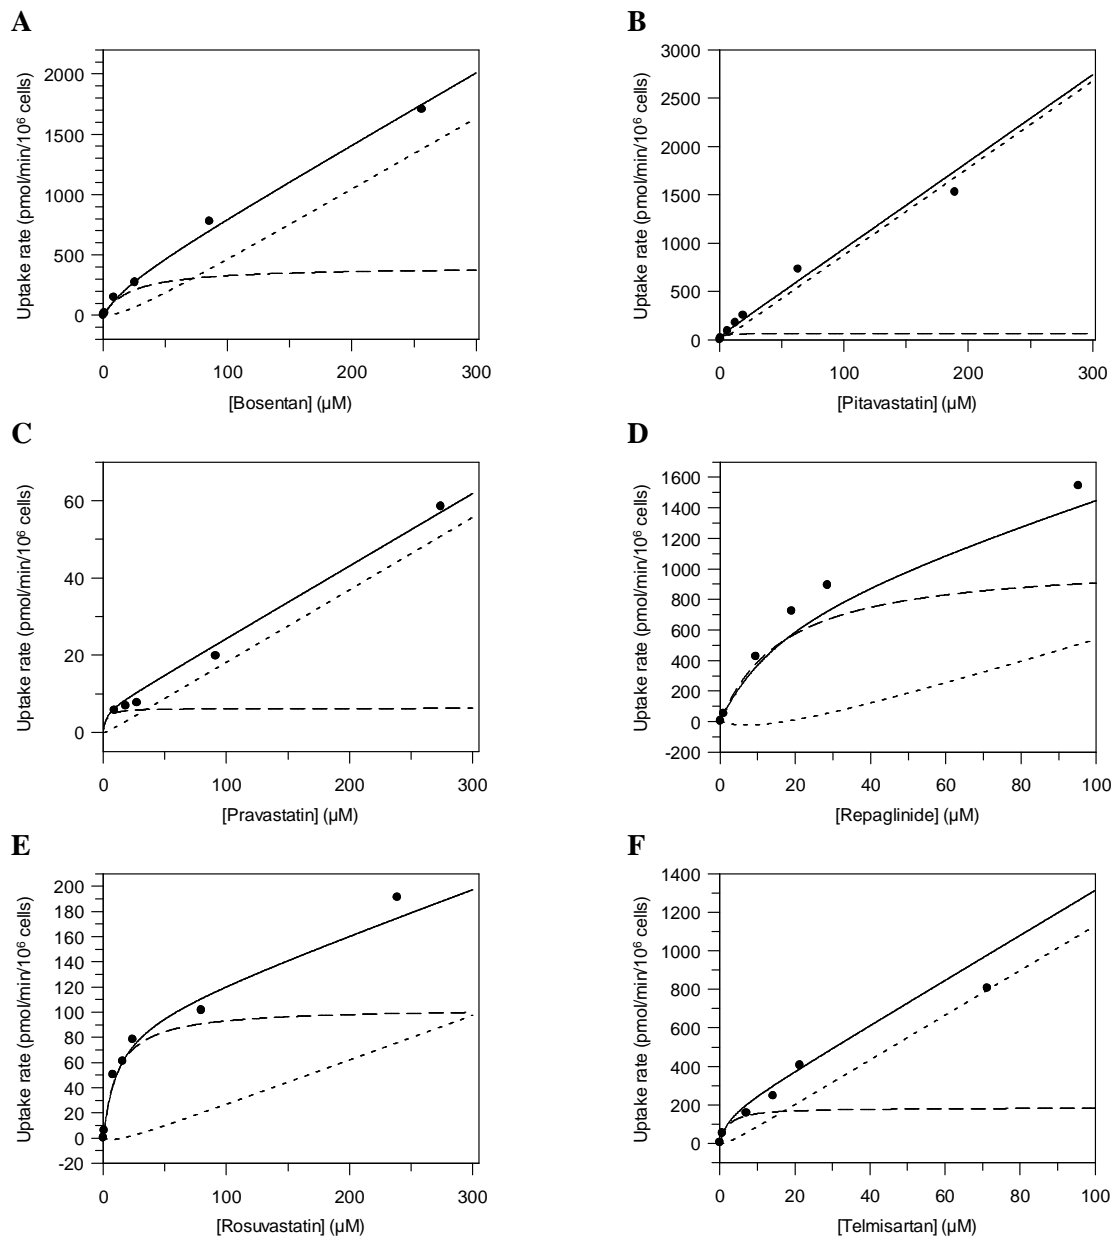 A
Uptake rate (pmol/min/10⁶ cells)
2000
1500
1000
500
0
0 100 200 300
[Bosentan] (µM)
B
Uptake rate (pmol/min/10⁶ cells)
3000
2500
2000
1500
1000
500
0
0 100 200 300
[Pitavastatin] (µM)
C
Uptake rate (pmol/min/10⁶ cells)
60
40
20
0
0 100 200 300
[Pravastatin] (µM)
D
Uptake rate (pmol/min/10⁶ cells)
1600
1400
1200
1000
800
600
400
200
0
-200
0 20 40 60 80 100
[Repaglinide] (µM)
E
Uptake rate (pmol/min/10⁶ cells)
200
180
160
140
120
100
80
60
40
20
0
-20
0 100 200 300
[Rosuvastatin] (µM)
F
Uptake rate (pmol/min/10⁶ cells)
1400
1200
1000
800
600
400
200
0
0 20 40 60 80 100
[Telmisartan] (µM)